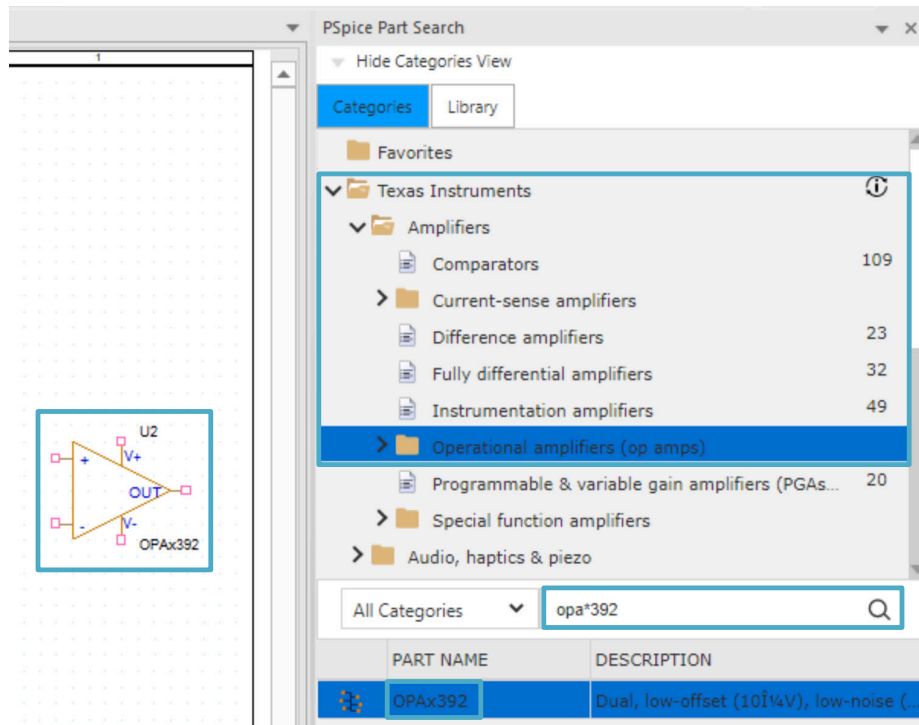 PSpice Part Search
1
Hide Categories View
Categories
Library
Favorites
Texas Instruments
Amplifiers
Comparators 109
Current-sense amplifiers
Difference amplifiers 23
Fully differential amplifiers 32
Instrumentation amplifiers 49
Operational amplifiers (op amps)
Programmable & variable gain amplifiers (PGAs... 20
Special function amplifiers
Audio, haptics & piezo
U2
+
V+
OUT
-
V-
OPAx392
All Categories
opa*392
PART NAME DESCRIPTION
OPAx392 Dual, low-offset (10Î¼V), low-noise (...